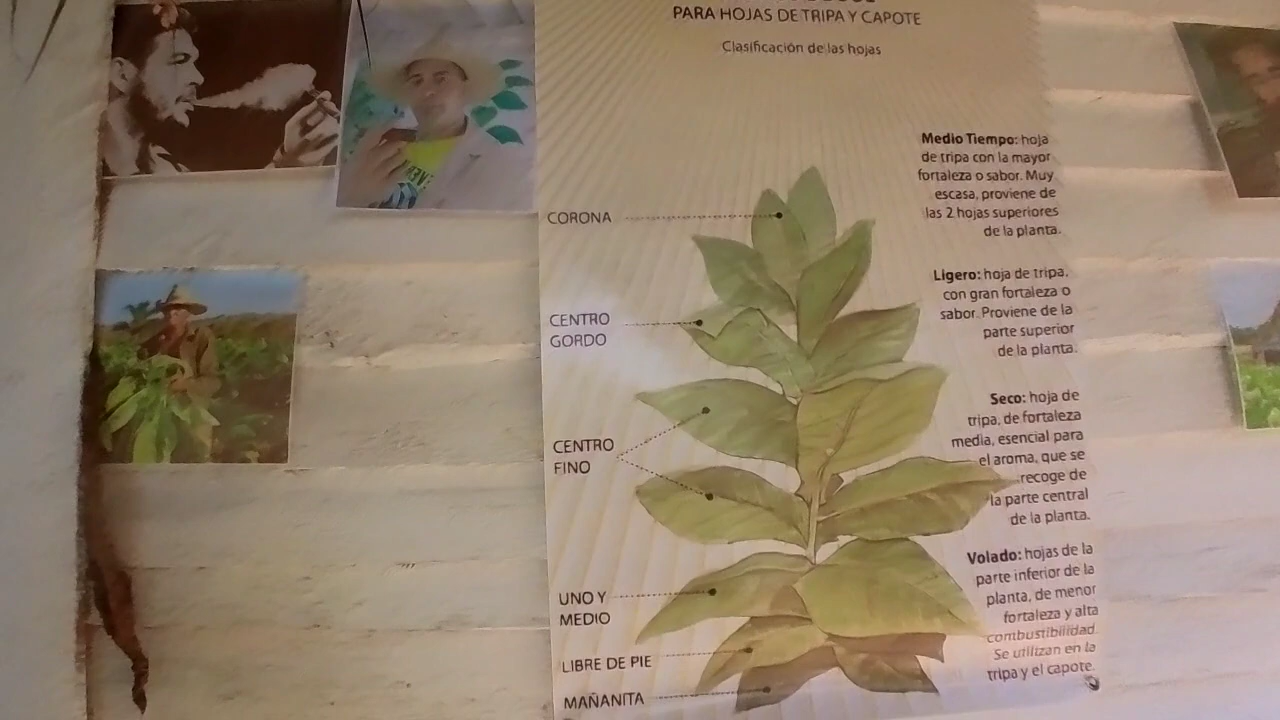 PARA HOJAS DE TRIPA Y CAPOTE
Clasificación de las hojas
CORONA
CENTRO
GORDO
CENTRO
FINO
UNO Y
MEDIO
LIBRE DE PIE
MAÑANITA
Medio Tiempo: hoja
de tripa con la mayor
fortaleza o sabor. Muy
escasa, proviene de
las 2 hojas superiores
de la planta.
Ligero: hoja de tripa,
con gran fortaleza o
sabor. Proviene de la
parte superior
de la planta.
Seco: hoja de
tripa, de fortaleza
media, esencial para
el aroma, que se
recoge de
la parte central
de la planta.
Volado: hojas de la
parte inferior de la
planta, de menor
fortaleza y alta
combustibilidad.
Se utilizan en la
tripa y el capote.